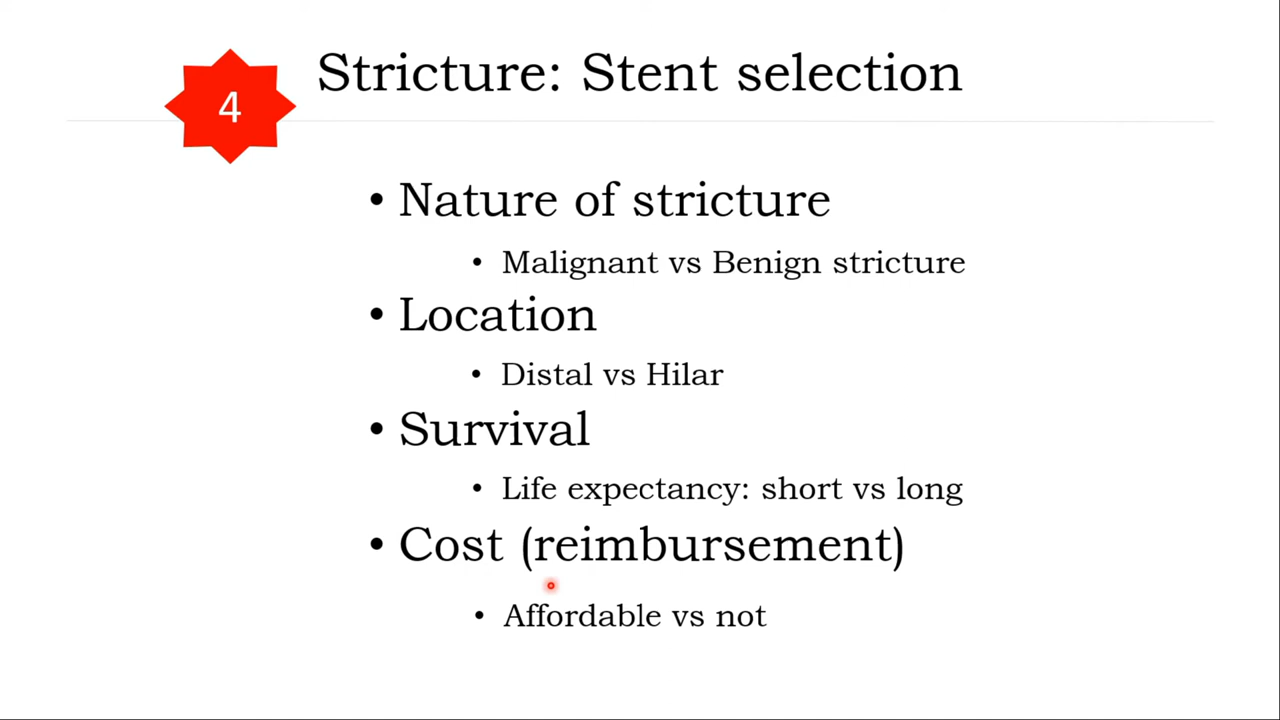 4
Stricture: Stent selection
• Nature of stricture
• Malignant vs Benign stricture
• Location
• Distal vs Hilar
• Survival
• Life expectancy: short vs long
• Cost (reimbursement)
• Affordable vs not